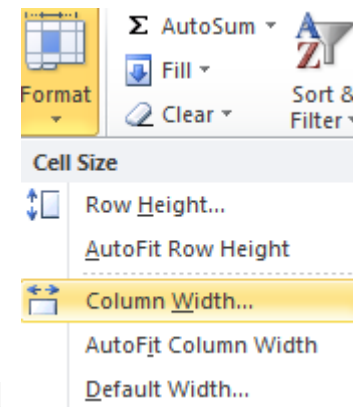 Σ AutoSum
Fill
Clear
Format
Sort &
Filter
Cell Size
Row Height...
AutoFit Row Height
Column Width...
AutoFit Column Width
Default Width...